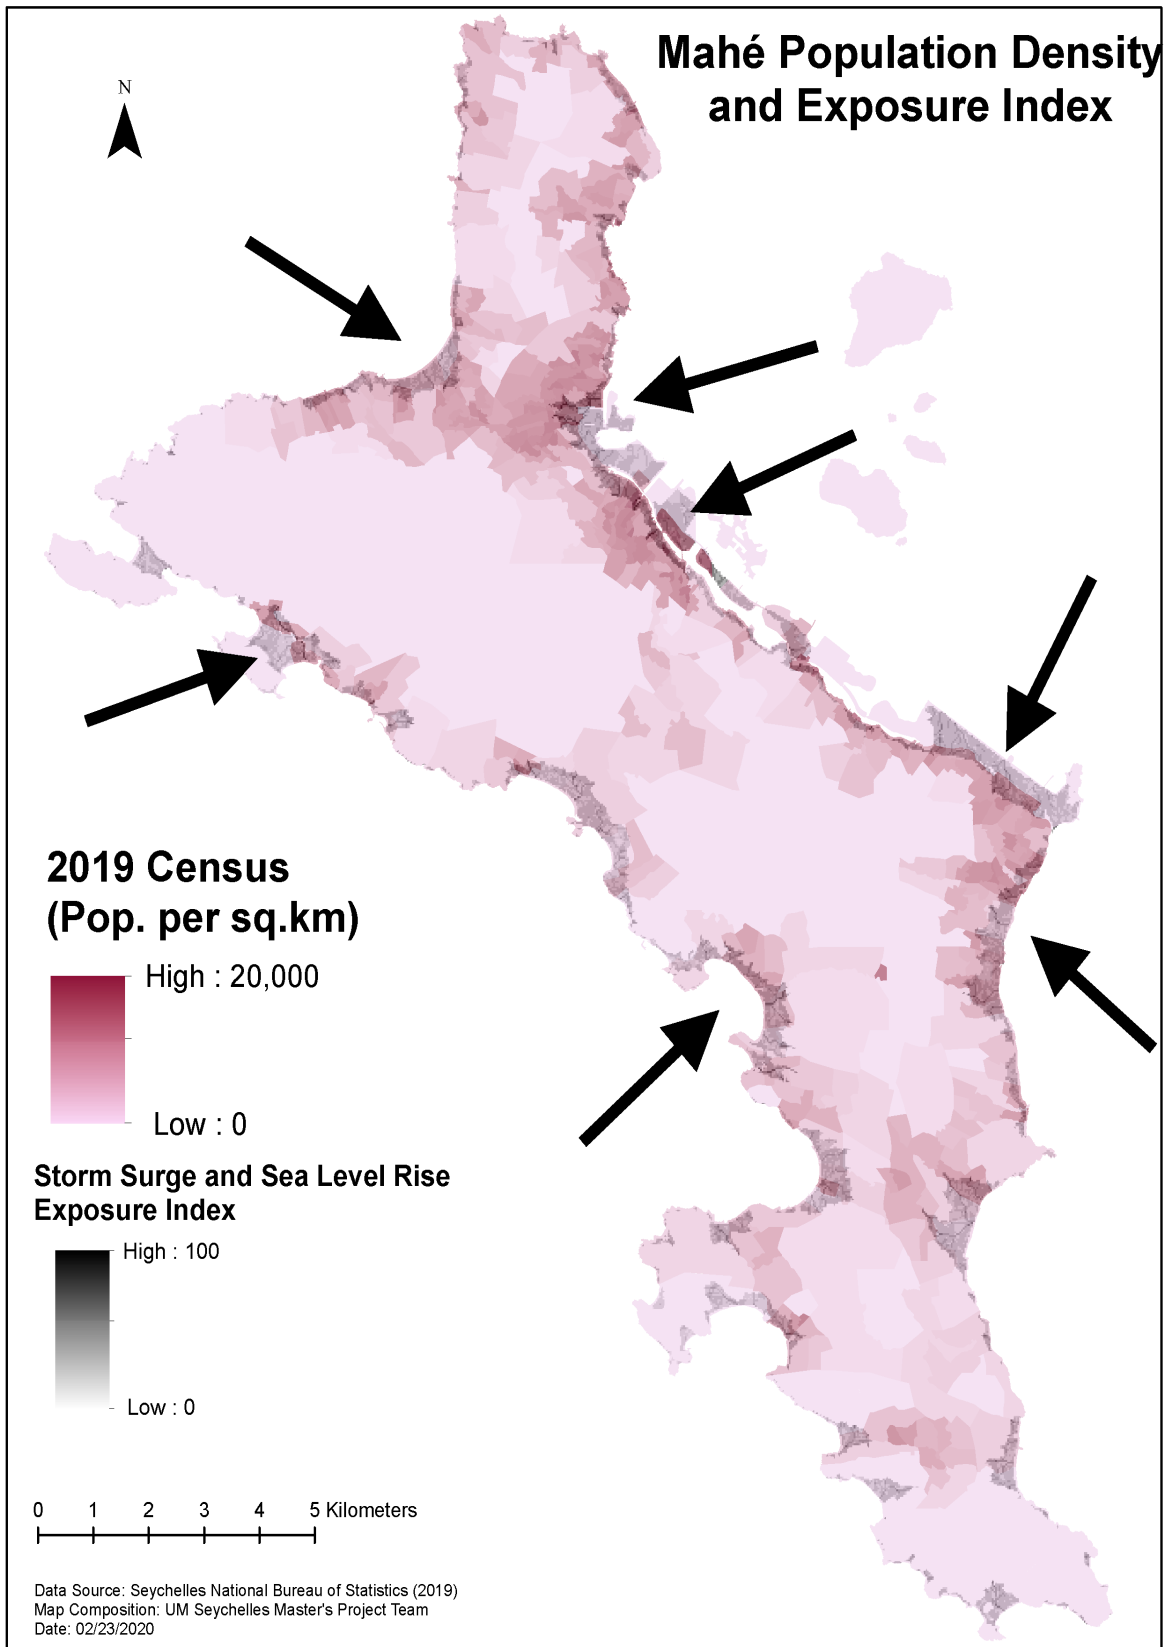 Mahé Population Density
and Exposure Index
N
2019 Census
(Pop. per sq.km)
High : 20,000
Low : 0
Storm Surge and Sea Level Rise
Exposure Index
High : 100
Low : 0
0 1 2 3 4 5 Kilometers
Data Source: Seychelles National Bureau of Statistics (2019)
Map Composition: UM Seychelles Master's Project Team
Date: 02/23/2020